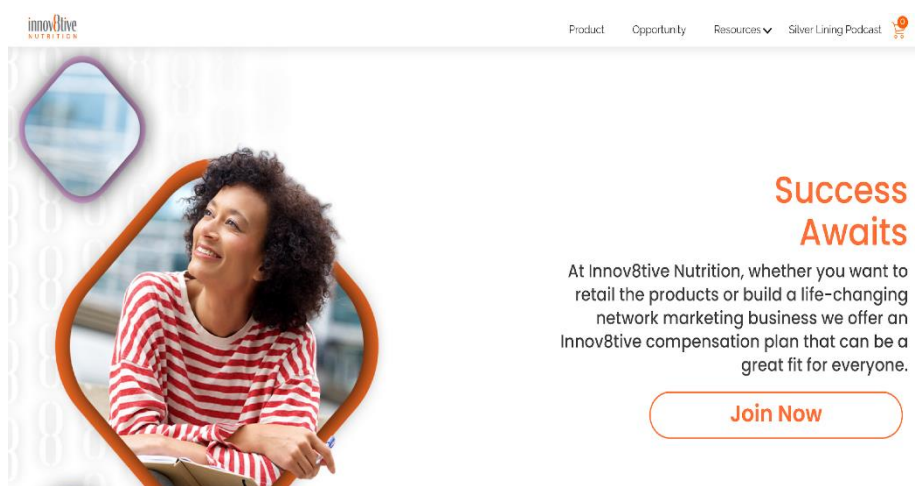 innov8tive
NUTRITION
Product Opportunity Resources Silver Lining Podcast 0
Success
Awaits
At Innov8tive Nutrition, whether you want to
retail the products or build a life-changing
network marketing business we offer an
Innov8tive compensation plan that can be a
great fit for everyone.
Join Now